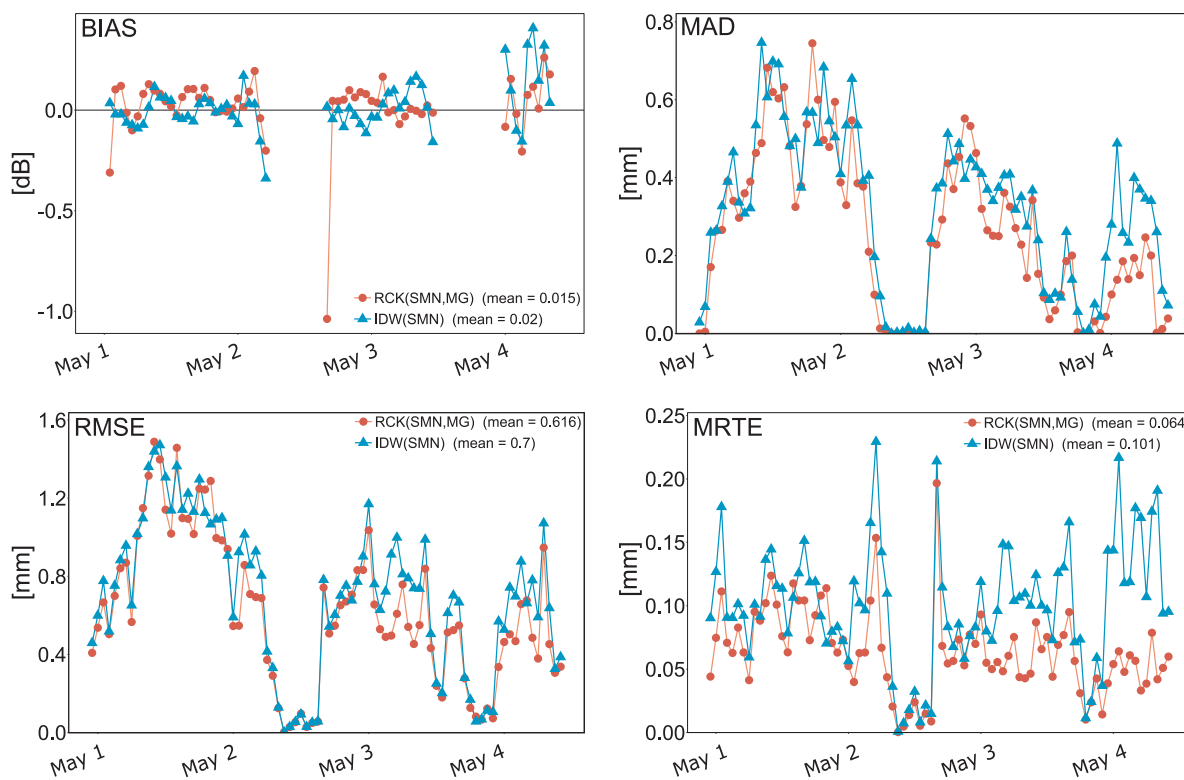 BIAS
[dB]
0.0
-0.5
-1.0
RCK(SMN,MG) (mean = 0.015)
IDW(SMN) (mean = 0.02)
May 1
May 2
May 3
May 4
MAD
[mm]
0.8
0.6
0.4
0.2
0.0
May 1
May 2
May 3
May 4
RMSE
[mm]
1.6
1.2
0.8
0.4
0.0
RCK(SMN,MG) (mean = 0.616)
IDW(SMN) (mean = 0.7)
May 1
May 2
May 3
May 4
MRTE
[mm]
0.25
0.20
0.15
0.10
0.05
0.00
RCK(SMN,MG) (mean = 0.064)
IDW(SMN) (mean = 0.101)
May 1
May 2
May 3
May 4